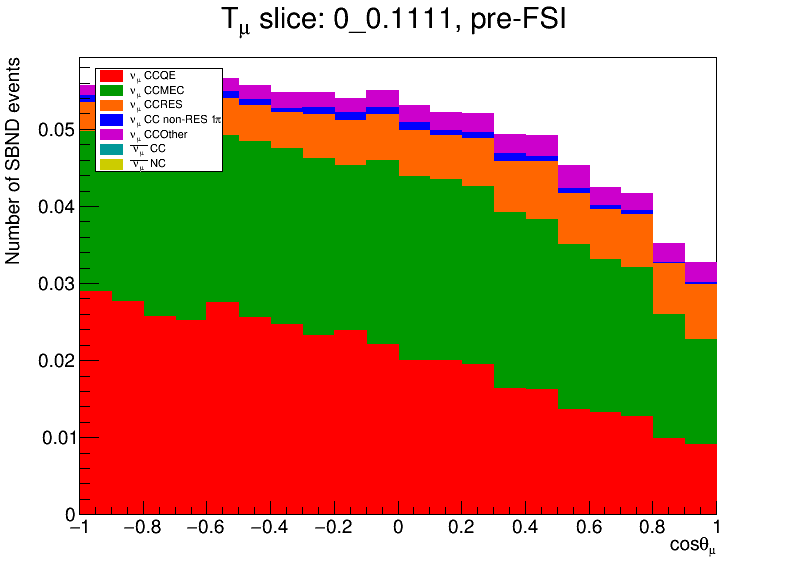 Tμ slice: 0_0.1111, pre-FSI
Number of SBND events
νμ CCQE
νμ CCMEC
νμ CCRES
νμ CC non-RES 1π
νμ CCOther
ν̅μ̅ CC
ν̅μ̅ NC
0.05
0.04
0.03
0.02
0.01
0
−1 −0.8 −0.6 −0.4 −0.2 0 0.2 0.4 0.6 0.8 1
cosθμ